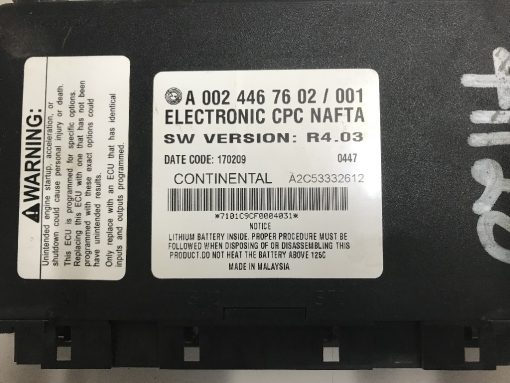 WARNING:
Unintended engine startup, acceleration, or
shutdown could cause personal injury or death.
This ECU is programmed for specific options.
Replacing this ECU with one that has not been
programmed with these exact options could
have unintended results.
Only replace with an ECU that has identical
inputs and outputs programmed.
A 002 446 76 02 / 001
ELECTRONIC CPC NAFTA
SW VERSION: R4.03
DATE CODE: 170209 0447
CONTINENTAL A2C53332612
*7101C9CF0004031*
NOTICE
LITHIUM BATTERY INSIDE. PROPER PROCEDURE MUST BE
FOLLOWED WHEN DISPOSING OF OR DISASSEMBLING THIS
PRODUCT.DO NOT HEAT THE BATTERY ABOVE 125C
MADE IN MALAYSIA